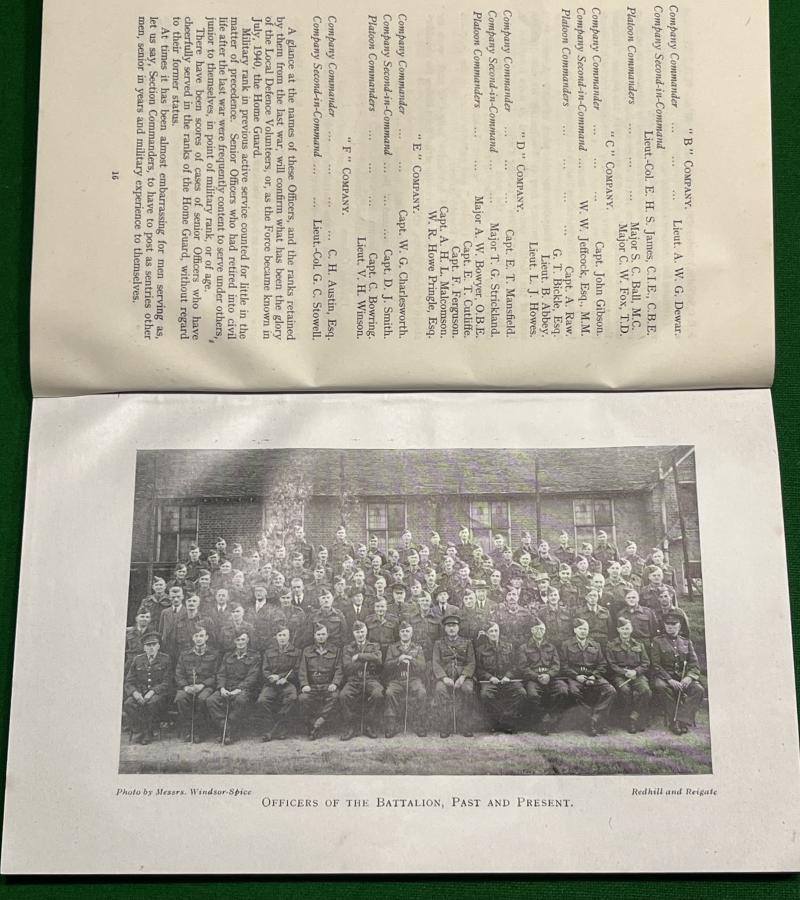 "B" COMPANY.
Company Commander ... ... ... Lieut. A. W. G. Dewar.
Company Second-in-Command
Lieut.-Col. E. H. S. James, C.I.E., C.B.E.
Platoon Commanders ... ... ... Major S. C. Ball, M.C.
Major C. W. Fox, T.D.
"C" COMPANY.
Company Commander ... ... ... Capt. John Gibson.
Company Second-in-Command ... W. W. Jeffcock, Esq., M.M.
Platoon Commanders ... ... ... Capt. A. Raw.
G. T. Bickle, Esq.
Lieut. B. Abbey.
Lieut. L. J. Howes.
"D" COMPANY.
Company Commander ... ... ... Capt. E. T. Mansfield.
Company Second-in-Command ... Major T. G. Strickland.
Platoon Commanders ... ... Major A. W. Bowyer, O.B.E.
Capt. E. T. Cutliffe.
Capt. F. Ferguson.
Capt. A. H. L. Malcomson.
W. R. Howe Pringle, Esq.
"E" COMPANY.
Company Commander ... ... Capt. W. G. Charlesworth.
Company Second-in-Command ... ... Capt. D. J. Smith.
Platoon Commanders ... ... ... Capt. C. Bowring.
Lieut. V. H. Winson.
"F" COMPANY.
Company Commander ... ... ... C. H. Austin, Esq.
Company Second-in-Command ... ... Lieut.-Col. G. C. Stowell.
A glance at the names of these Officers, and the ranks retained
by them from the last war, will confirm what has been the glory
of the Local Defence Volunteers, or, as the Force became known in
July, 1940, the Home Guard.
Military rank in previous active service counted for little in the
matter of precedence. Senior Officers who had retired into civil
life after the last war were frequently content to serve under others,
junior to themselves, in point of military rank, or of age.
There have been scores of cases of senior Officers who have
cheerfully served in the ranks of the Home Guard, without regard
to their former status.
At times it has been almost embarrassing for men serving as,
let us say, Section Commanders, to have to post as sentries other
men, senior in years and military experience to themselves.
16
Photo by Messrs. Windsor-Spice
Redhill and Reigate
OFFICERS OF THE BATTALION, PAST AND PRESENT.